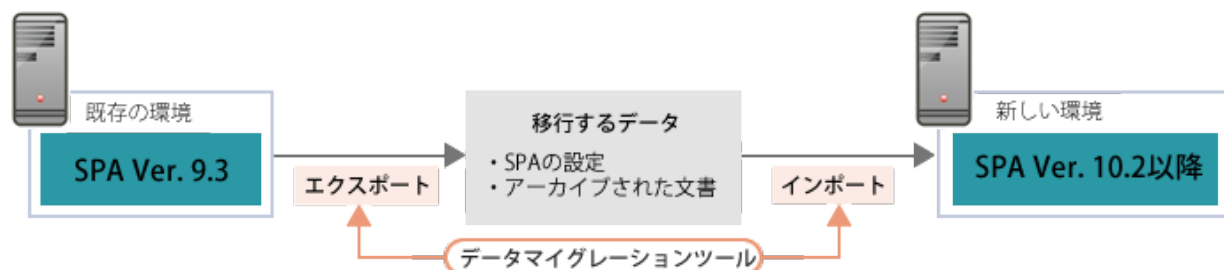 既存の環境
SPA Ver. 9.3
エクスポート
移行するデータ
・SPAの設定
・アーカイブされた文書
インポート
新しい環境
SPA Ver. 10.2以降
データマイグレーションツール